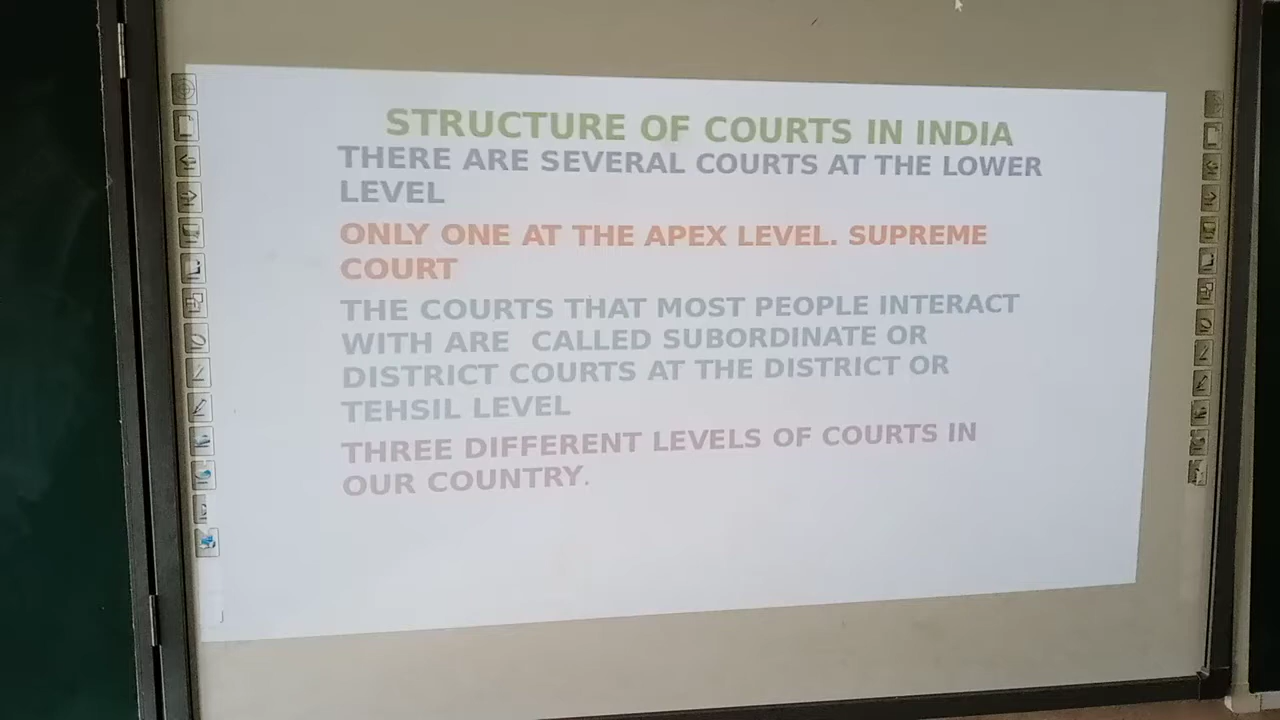 STRUCTURE OF COURTS IN INDIA
THERE ARE SEVERAL COURTS AT THE LOWER
LEVEL
ONLY ONE AT THE APEX LEVEL. SUPREME
COURT
THE COURTS THAT MOST PEOPLE INTERACT
WITH ARE  CALLED SUBORDINATE OR
DISTRICT COURTS AT THE DISTRICT OR
TEHSIL LEVEL
THREE DIFFERENT LEVELS OF COURTS IN
OUR COUNTRY.